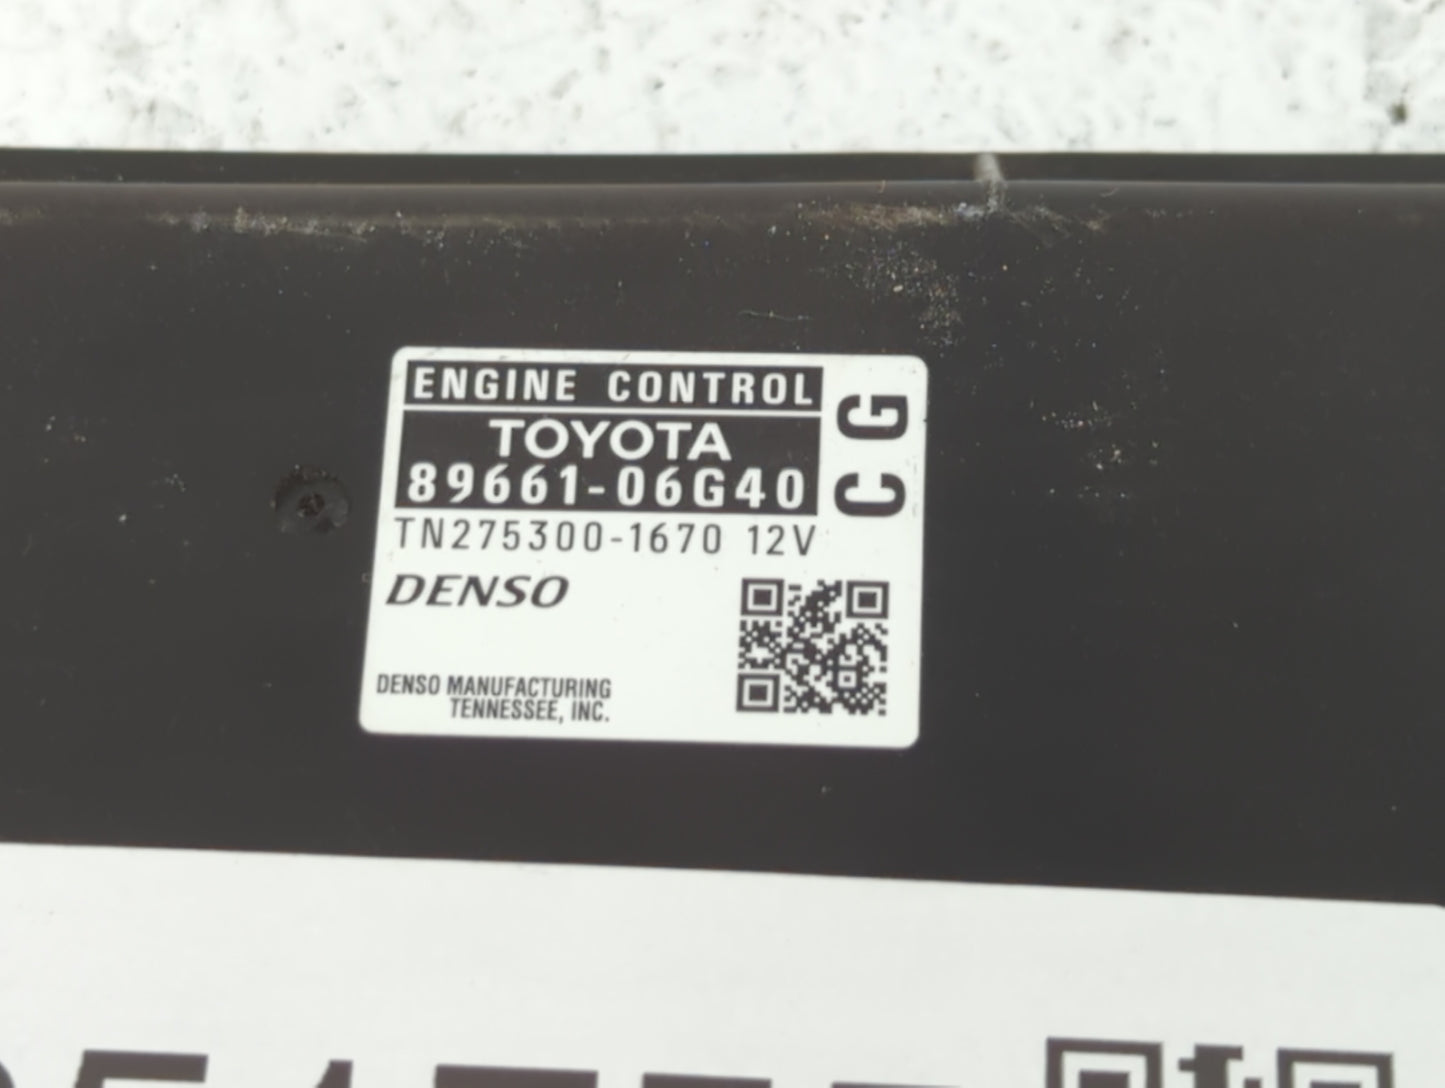 ENGINE CONTROL
TOYOTA
89661-06G40
TN275300-1670 12V
DENSO
DENSO MANUFACTURING
TENNESSEE, INC.
CG